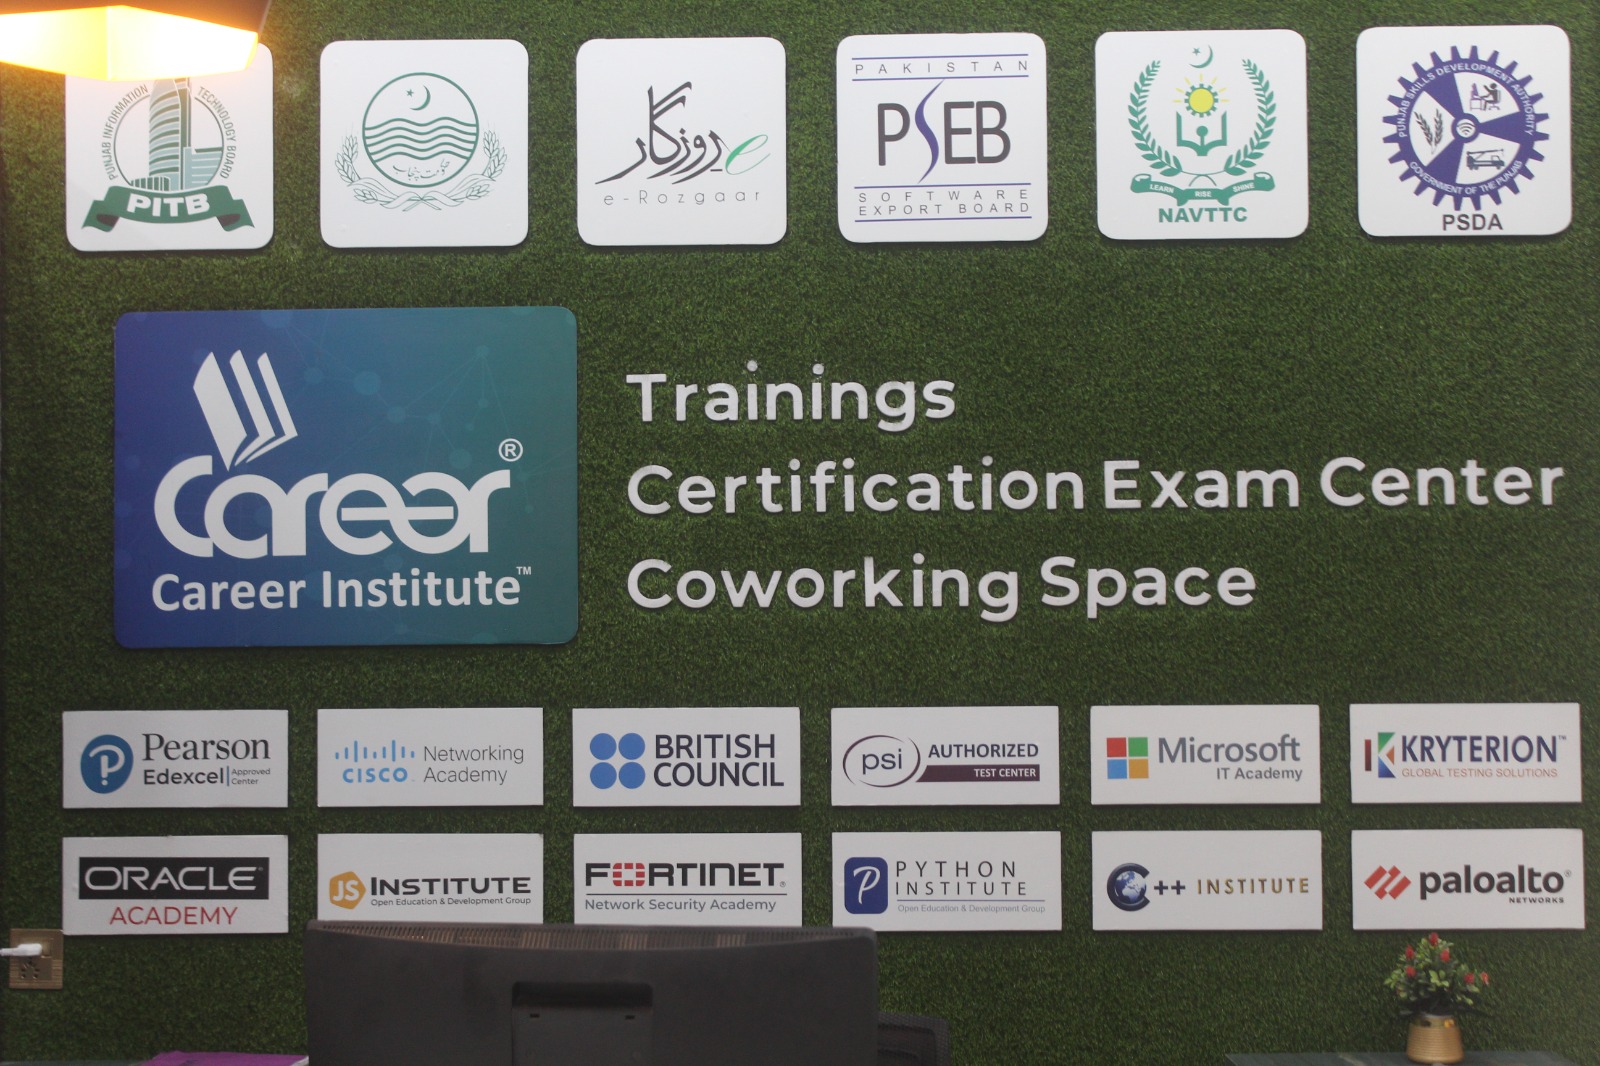 PUNJAB INFORMATION TECHNOLOGY BOARD
PITB
حکومت پنجاب
e روزگار
e-Rozgaar
PAKISTAN
PSEB
SOFTWARE
EXPORT BOARD
LEARN RISE SHINE
NAVTTC
PUNJAB SKILLS DEVELOPMENT AUTHORITY
GOVERNMENT OF THE PUNJAB
PSDA
Career®
Career Institute™
Trainings
Certification Exam Center
Coworking Space
Pearson
Edexcel | Approved Center
CISCO Networking
Academy
BRITISH
COUNCIL
psi AUTHORIZED
TEST CENTER
Microsoft
IT Academy
KRYTERION™
GLOBAL TESTING SOLUTIONS
ORACLE
ACADEMY
JS INSTITUTE
Open Education & Development Group
FORTINET®
Network Security Academy
P PYTHON
INSTITUTE
Open Education & Development Group
C++ INSTITUTE
paloalto®
NETWORKS